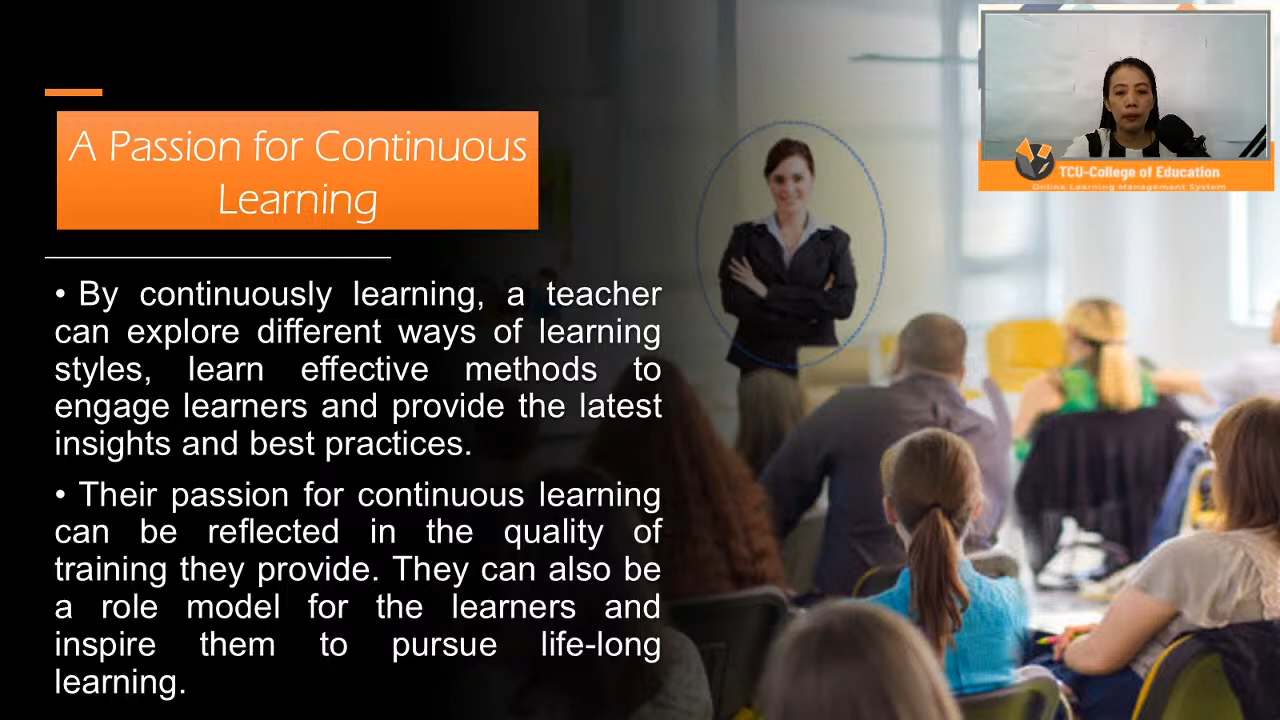 A Passion for Continuous
Learning
• By continuously learning, a teacher
can explore different ways of learning
styles, learn effective methods to
engage learners and provide the latest
insights and best practices.
• Their passion for continuous learning
can be reflected in the quality of
training they provide. They can also be
a role model for the learners and
inspire them to pursue life-long
learning.
TCU-College of Education
Online Learning Management System